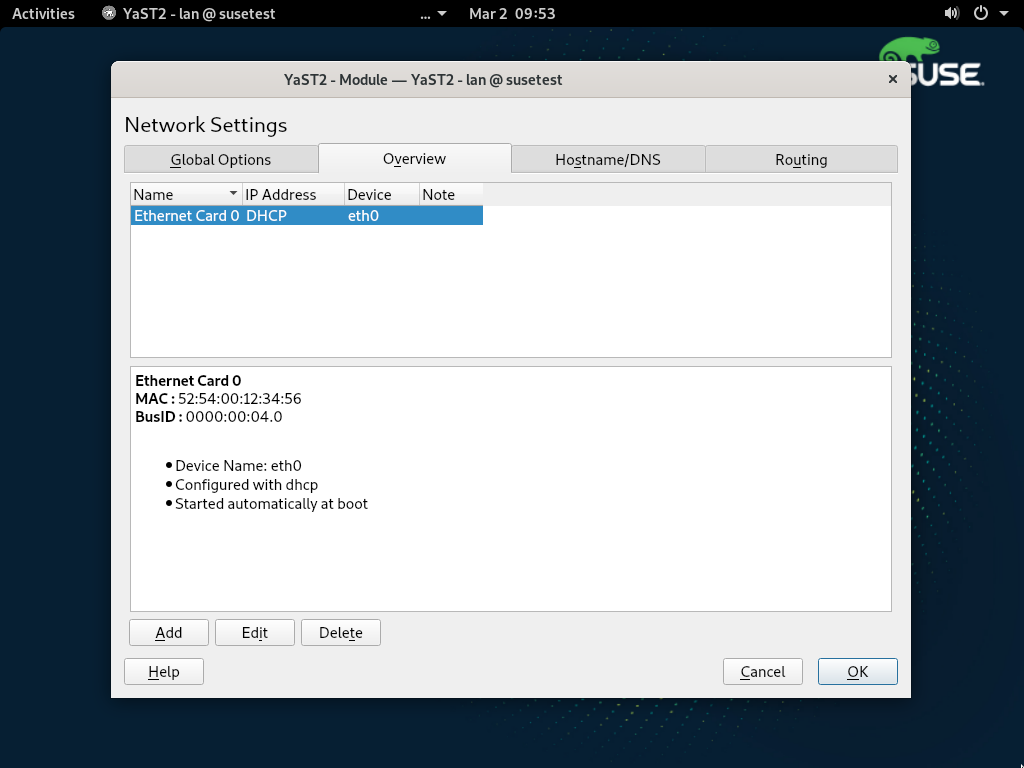 Activities YaST2 - lan @ susetest ... Mar 2 09:53
SUSE
YaST2 - Module — YaST2 - lan @ susetest
Network Settings
Global Options Overview Hostname/DNS Routing
Name IP Address Device Note
Ethernet Card 0 DHCP eth0
Ethernet Card 0
MAC : 52:54:00:12:34:56
BusID : 0000:00:04.0
Device Name: eth0
Configured with dhcp
Started automatically at boot
Add Edit Delete
Help Cancel OK